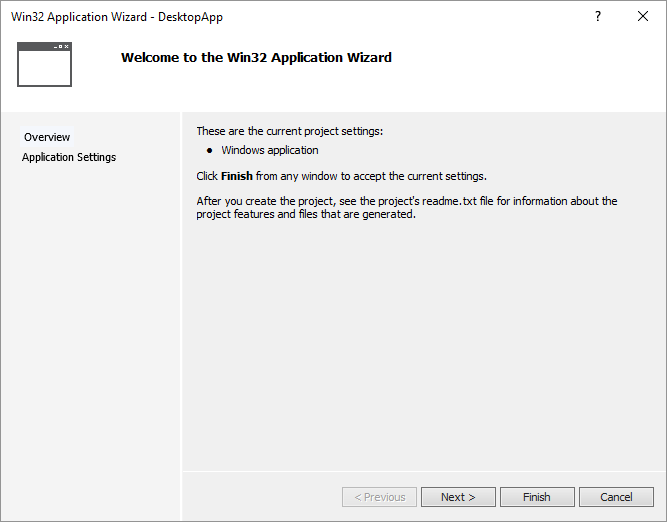 Win32 Application Wizard - DesktopApp
?
Welcome to the Win32 Application Wizard
Overview
Application Settings
These are the current project settings:
● Windows application
Click Finish from any window to accept the current settings.
After you create the project, see the project's readme.txt file for information about the
project features and files that are generated.
< Previous
Next >
Finish
Cancel